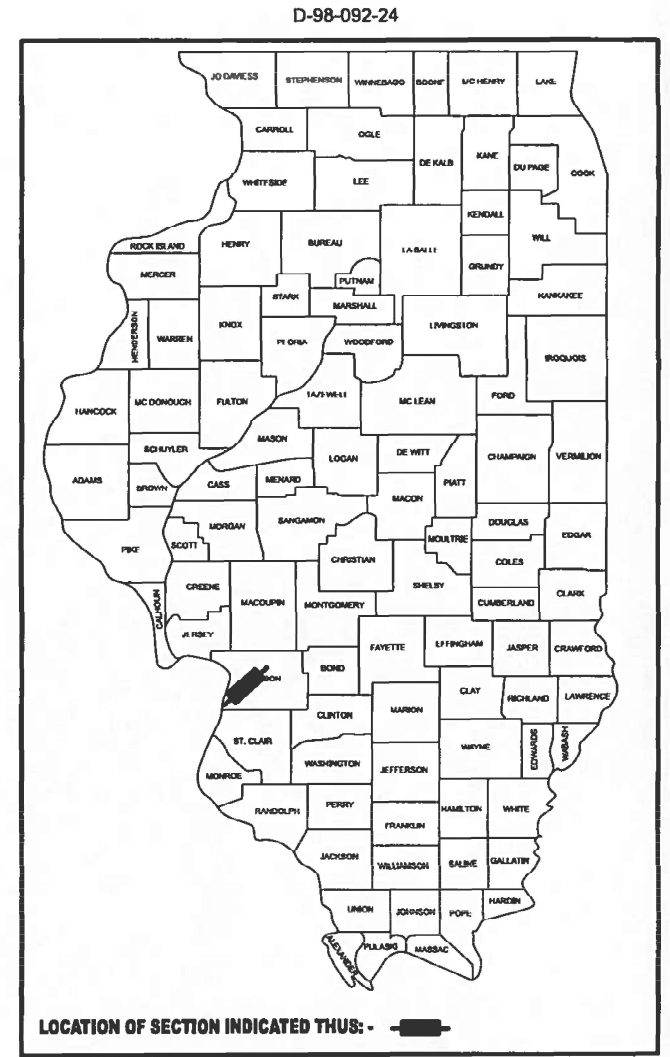 D-98-092-24
JO DAVIESS STEPHENSON WINNEBAGO BOONE MC HENRY LAKE
CARROLL OGLE DE KALB KANE DU PAGE COOK
WHITESIDE LEE
KENDALL
ROCK ISLAND HENRY BUREAU LA SALLE WILL
GRUNDY
MERCER PUTNAM
STARK MARSHALL KANKAKEE
HENDERSON WARREN KNOX PEORIA WOODFORD LIVINGSTON
IROQUOIS
HANCOCK MC DONOUGH FULTON TAZEWELL MC LEAN FORD
MASON
SCHUYLER LOGAN DE WITT CHAMPAIGN VERMILION
ADAMS BROWN CASS MENARD PIATT
MACON
MORGAN SANGAMON DOUGLAS
PIKE SCOTT CHRISTIAN MOULTRIE EDGAR
COLES
GREENE SHELBY
CALHOUN MACOUPIN MONTGOMERY CUMBERLAND CLARK
JERSEY FAYETTE EFFINGHAM JASPER CRAWFORD
BOND
SON
CLAY RICHLAND LAWRENCE
CLINTON MARION
ST. CLAIR WAYNE EDWARDS WABASH
WASHINGTON JEFFERSON
MONROE
RANDOLPH PERRY HAMILTON WHITE
FRANKLIN
JACKSON WILLIAMSON SALINE GALLATIN
UNION JOHNSON POPE HARDIN
ALEXANDER PULASKI MASSAC
LOCATION OF SECTION INDICATED THUS: -